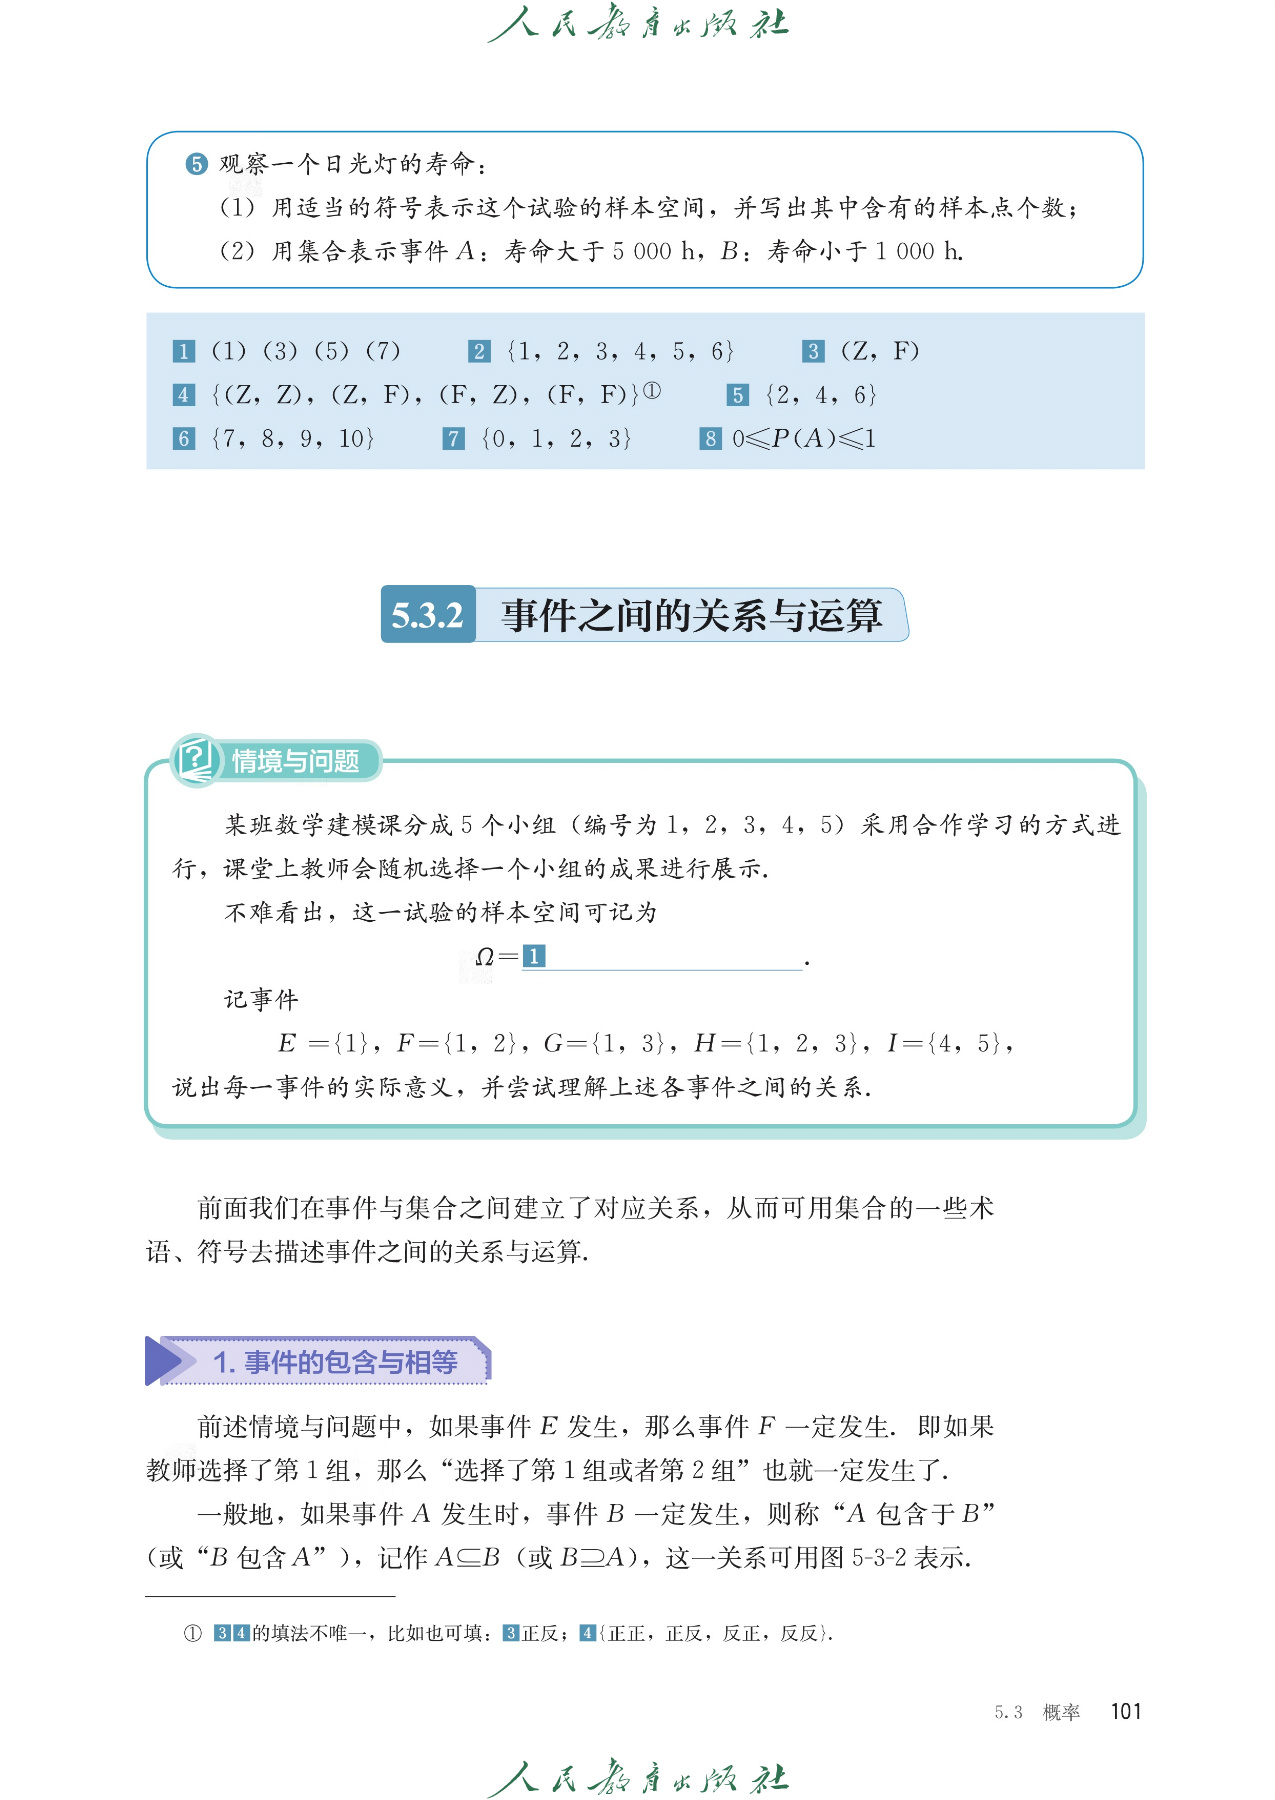 人民教育出版社
5 观察一个日光灯的寿命：
（1）用适当的符号表示这个试验的样本空间，并写出其中含有的样本点个数；
（2）用集合表示事件 A：寿命大于 5 000 h，B：寿命小于 1 000 h.
1 （1）（3）（5）（7） 2 {1，2，3，4，5，6} 3 （Z，F）
4 {（Z，Z），（Z，F），（F，Z），（F，F）}① 5 {2，4，6}
6 {7，8，9，10} 7 {0，1，2，3} 8 0≤P(A)≤1
5.3.2 事件之间的关系与运算
情境与问题
某班数学建模课分成 5 个小组（编号为 1，2，3，4，5）采用合作学习的方式进
行，课堂上教师会随机选择一个小组的成果进行展示.
不难看出，这一试验的样本空间可记为
Ω=1 .
记事件
E ={1}，F={1，2}，G={1，3}，H={1，2，3}，I={4，5}，
说出每一事件的实际意义，并尝试理解上述各事件之间的关系.
前面我们在事件与集合之间建立了对应关系，从而可用集合的一些术
语、符号去描述事件之间的关系与运算.
1. 事件的包含与相等
前述情境与问题中，如果事件 E 发生，那么事件 F 一定发生. 即如果
教师选择了第 1 组，那么“选择了第 1 组或者第 2 组”也就一定发生了.
一般地，如果事件 A 发生时，事件 B 一定发生，则称“A 包含于 B”
（或“B 包含 A”），记作 A⊆B（或 B⊇A），这一关系可用图 5-3-2 表示.
① 3 4 的填法不唯一，比如也可填：3 正反；4 {正正，正反，反正，反反}.
5.3 概率 101
人民教育出版社